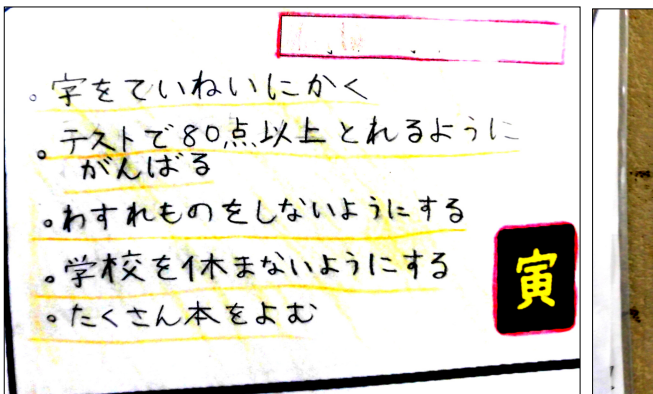 。字をていねいにかく
。テストで80点以上とれるように
がんばる
。わすれものをしないようにする
。学校を休まないようにする
。たくさん本をよむ
寅